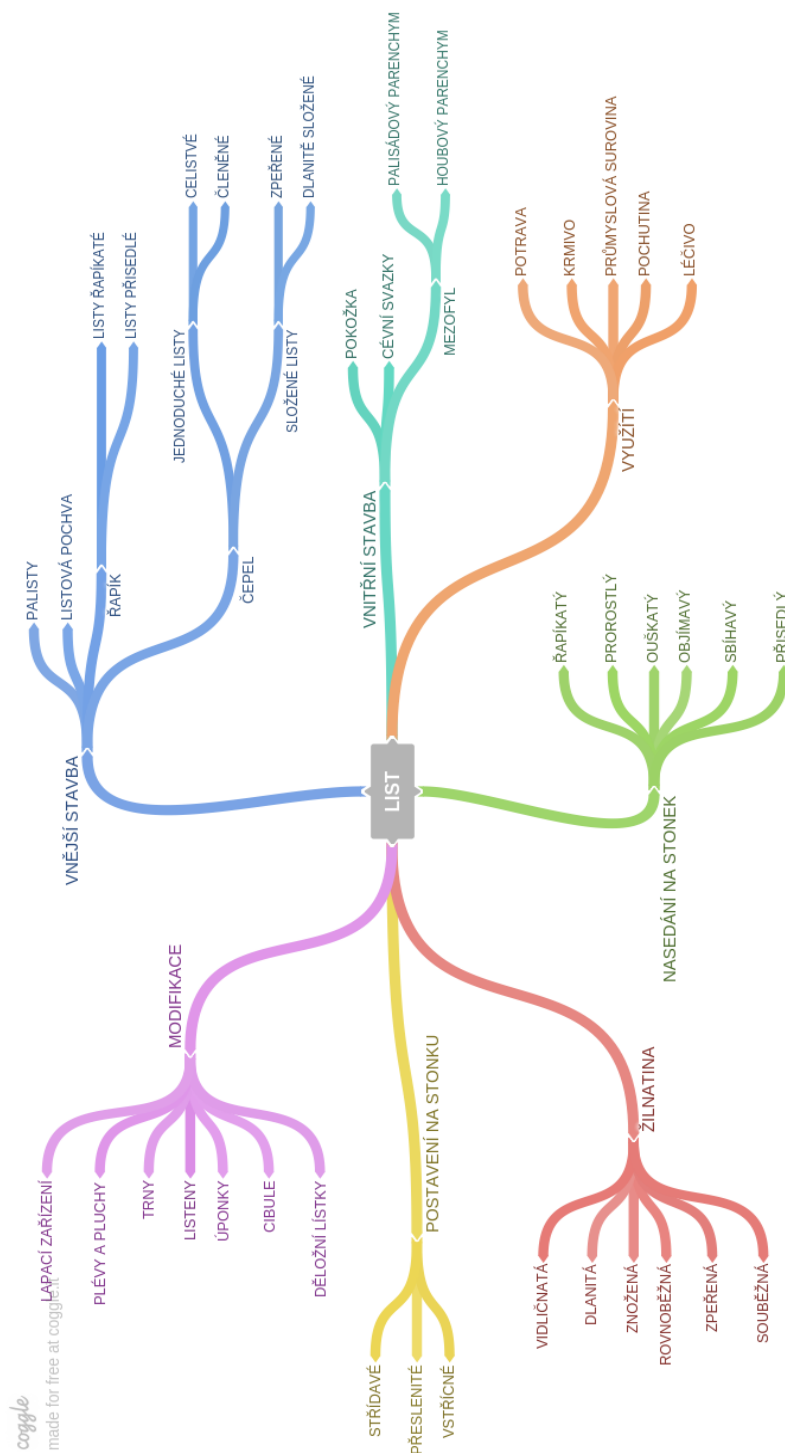 LIST
VNĚJŠÍ STAVBA
PALISTY
LISTOVÁ POCHVA
ŘAPÍK
LISTY ŘAPÍKATÉ
LISTY PŘISEDLÉ
ČEPEL
JEDNODUCHÉ LISTY
CELISTVÉ
ČLENĚNÉ
SLOŽENÉ LISTY
ZPEŘENÉ
DLANITĚ SLOŽENÉ
VNITŘNÍ STAVBA
POKOŽKA
CÉVNÍ SVAZKY
MEZOFYL
PALISÁDOVÝ PARENCHYM
HOUBOVÝ PARENCHYM
VYUŽÍTÍ
POTRAVA
KRMIVO
PRŮMYSLOVÁ SUROVINA
POCHUTINA
LÉČIVO
NASEDÁNÍ NA STONEK
ŘAPÍKATÝ
PROROSTLÝ
OUŠKATÝ
OBJÍMAVÝ
SBÍHAVÝ
PŘISEDLÝ
MODIFIKACE
LAPACÍ ZAŘÍZENÍ
PLÉVY A PLUCHY
TRNY
LISTENY
ÚPONKY
CIBULE
DĚLOŽNÍ LÍSTKY
POSTAVENÍ NA STONKU
STŘÍDAVÉ
PŘESLENITÉ
VSTŘÍCNÉ
ŽILNATINA
VIDLIČNATÁ
DLANITÁ
ZNOŽENÁ
ROVNOBĚŽNÁ
ZPEŘENÁ
SOUBĚŽNÁ
coggle
made for free at coggle.it